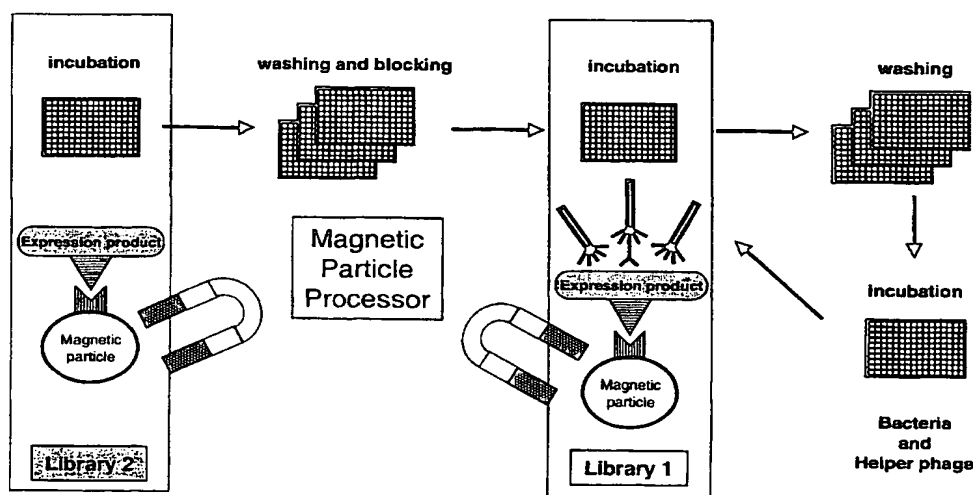 incubation
washing and blocking
incubation
washing
Expression product
Magnetic
Particle
Processor
Expression product
Incubation
Magnetic
particle
Magnetic
particle
Bacteria
and
Helper phage
Library 2
Library 1